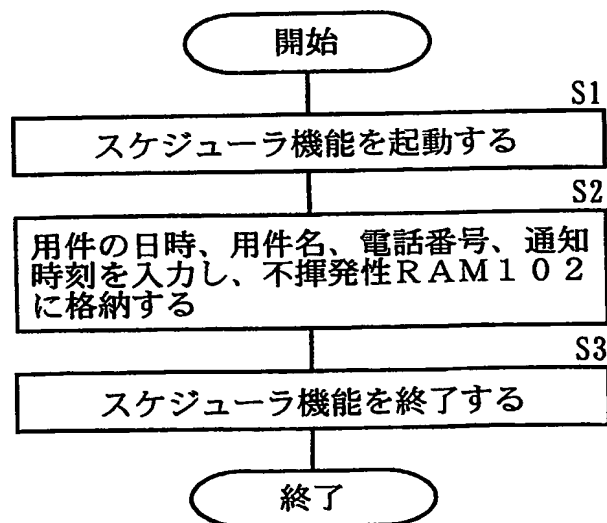 開始
S1
スケジューラ機能を起動する
S2
用件の日時、用件名、電話番号、通知
時刻を入力し、不揮発性RAM102
に格納する
S3
スケジューラ機能を終了する
終了